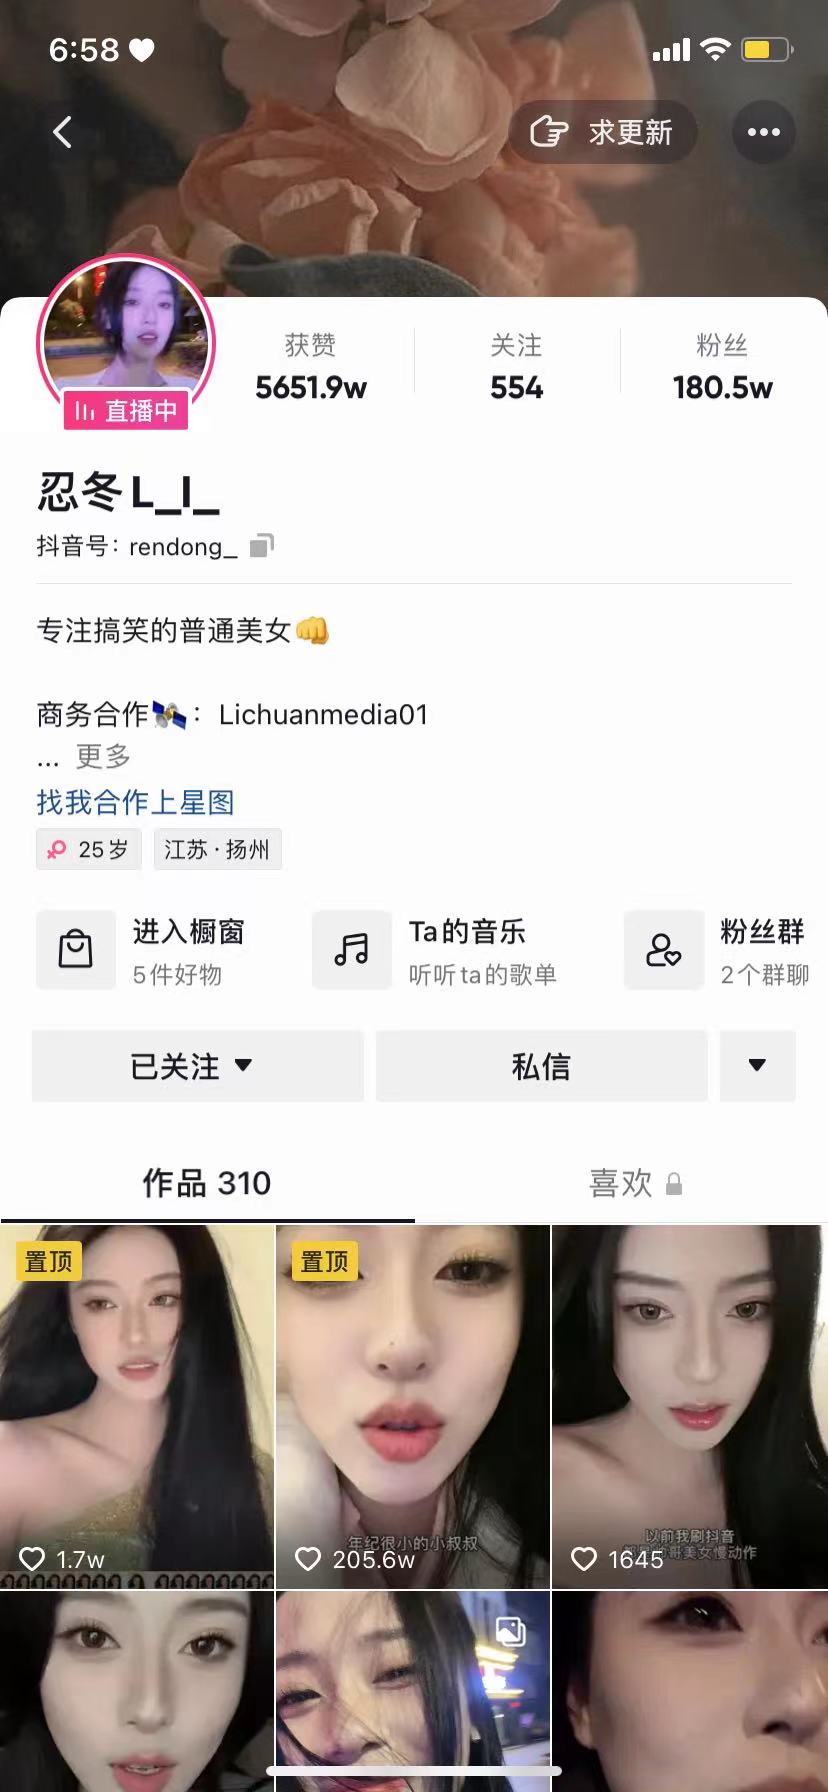 6:58
求更新
获赞 关注 粉丝
5651.9w 554 180.5w
直播中
忍冬L_I_
抖音号：rendong_
专注搞笑的普通美女👊
商务合作🛰：Lichuanmedia01
... 更多
找我合作上星图
25岁 江苏·扬州
进入橱窗 Ta的音乐 粉丝群
5件好物 听听ta的歌单 2个群聊
已关注 私信
作品 310 喜欢
置顶 置顶
年纪很小的小叔叔 以前我刷抖音
美女慢动作
1.7w 205.6w 1645